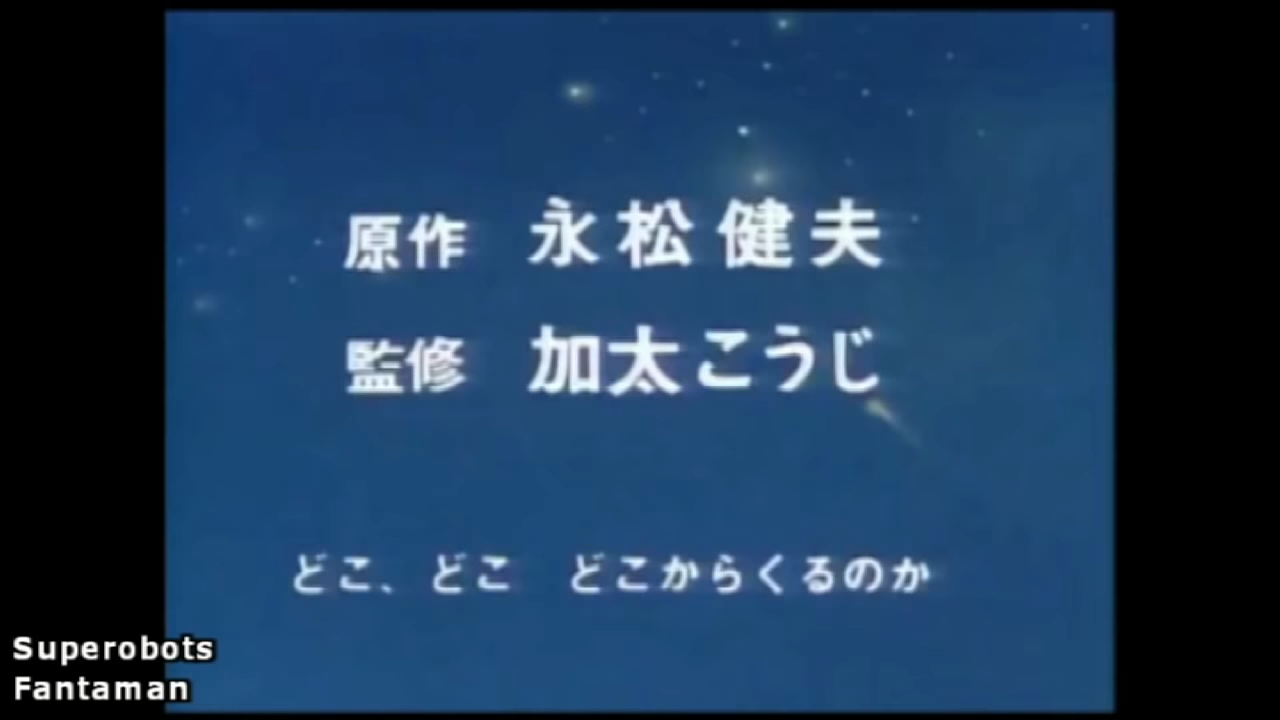 原作 永松健夫
監修 加太こうじ
どこ、どこ どこからくるのか
Superobots
Fantaman